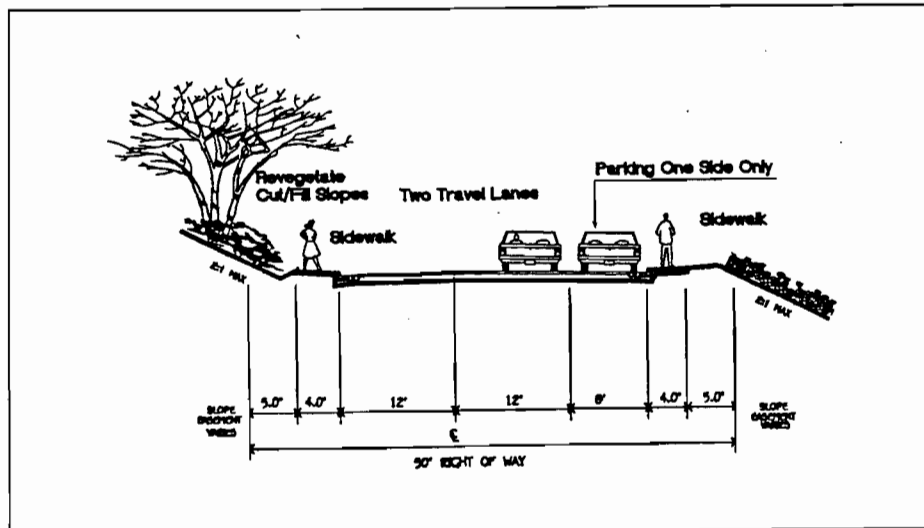 Revegetate
Cut/Fill Slopes
Two Travel Lanes
Parking One Side Only
Sidewalk
Sidewalk
2:1 MAX
2:1 MAX
5.0'
4.0'
12'
12'
8'
4.0'
5.0'
SLOPE
EASEMENT
VARIES
SLOPE
EASEMENT
VARIES
℄
50' RIGHT OF WAY